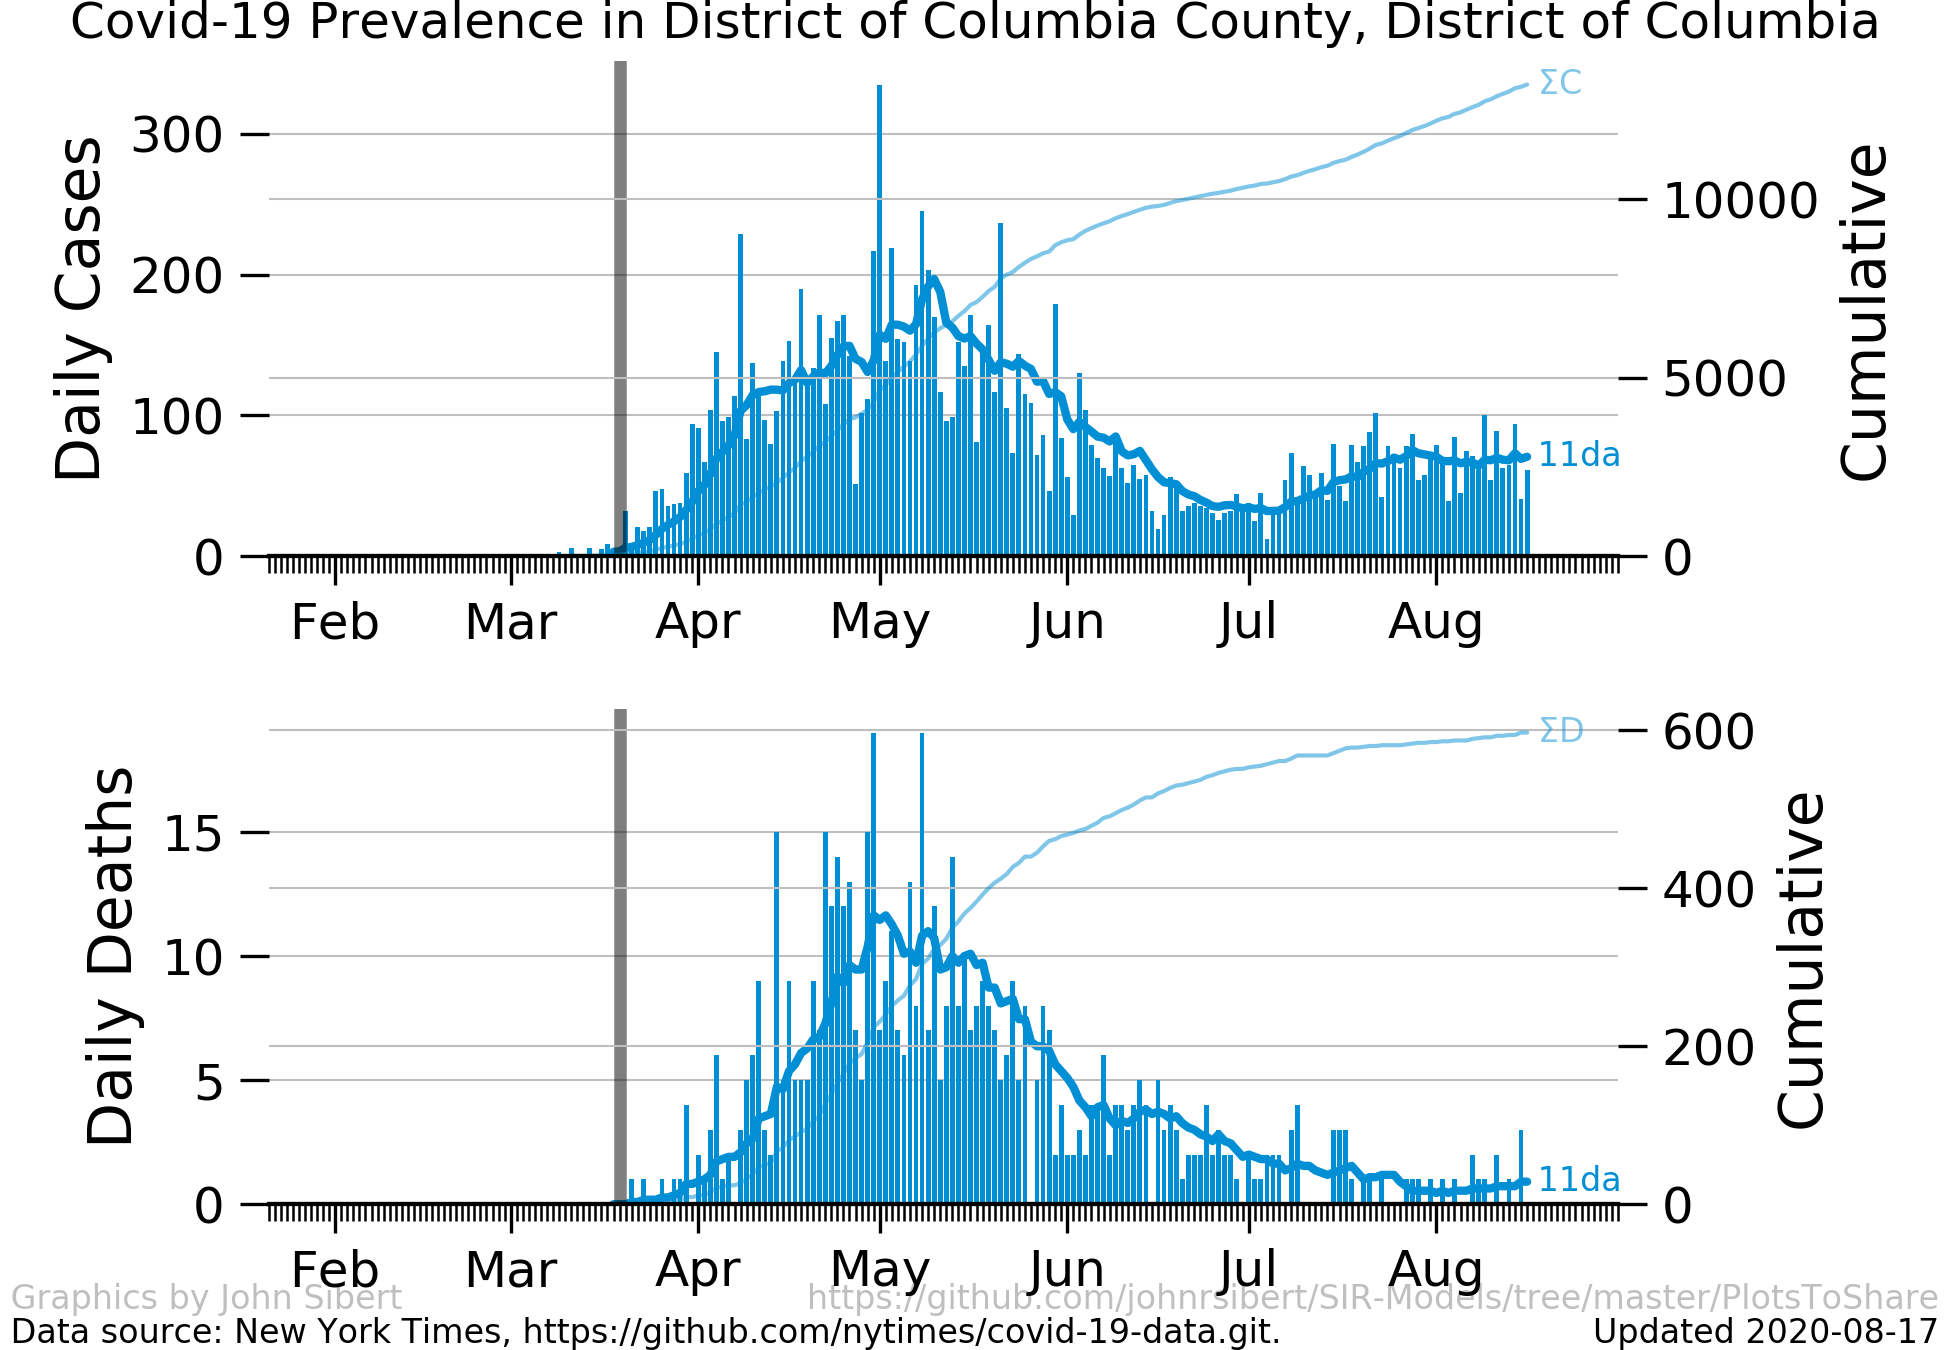 Covid-19 Prevalence in District of Columbia County, District of Columbia
Daily Cases
300
200
100
0
ΣC
11da
10000
5000
0
Cumulative
Feb Mar Apr May Jun Jul Aug
Daily Deaths
15
10
5
0
ΣD
11da
600
400
200
0
Cumulative
Feb Mar Apr May Jun Jul Aug
Graphics by John Sibert https://github.com/johnrsibert/SIR-Models/tree/master/PlotsToShare
Data source: New York Times, https://github.com/nytimes/covid-19-data.git. Updated 2020-08-17